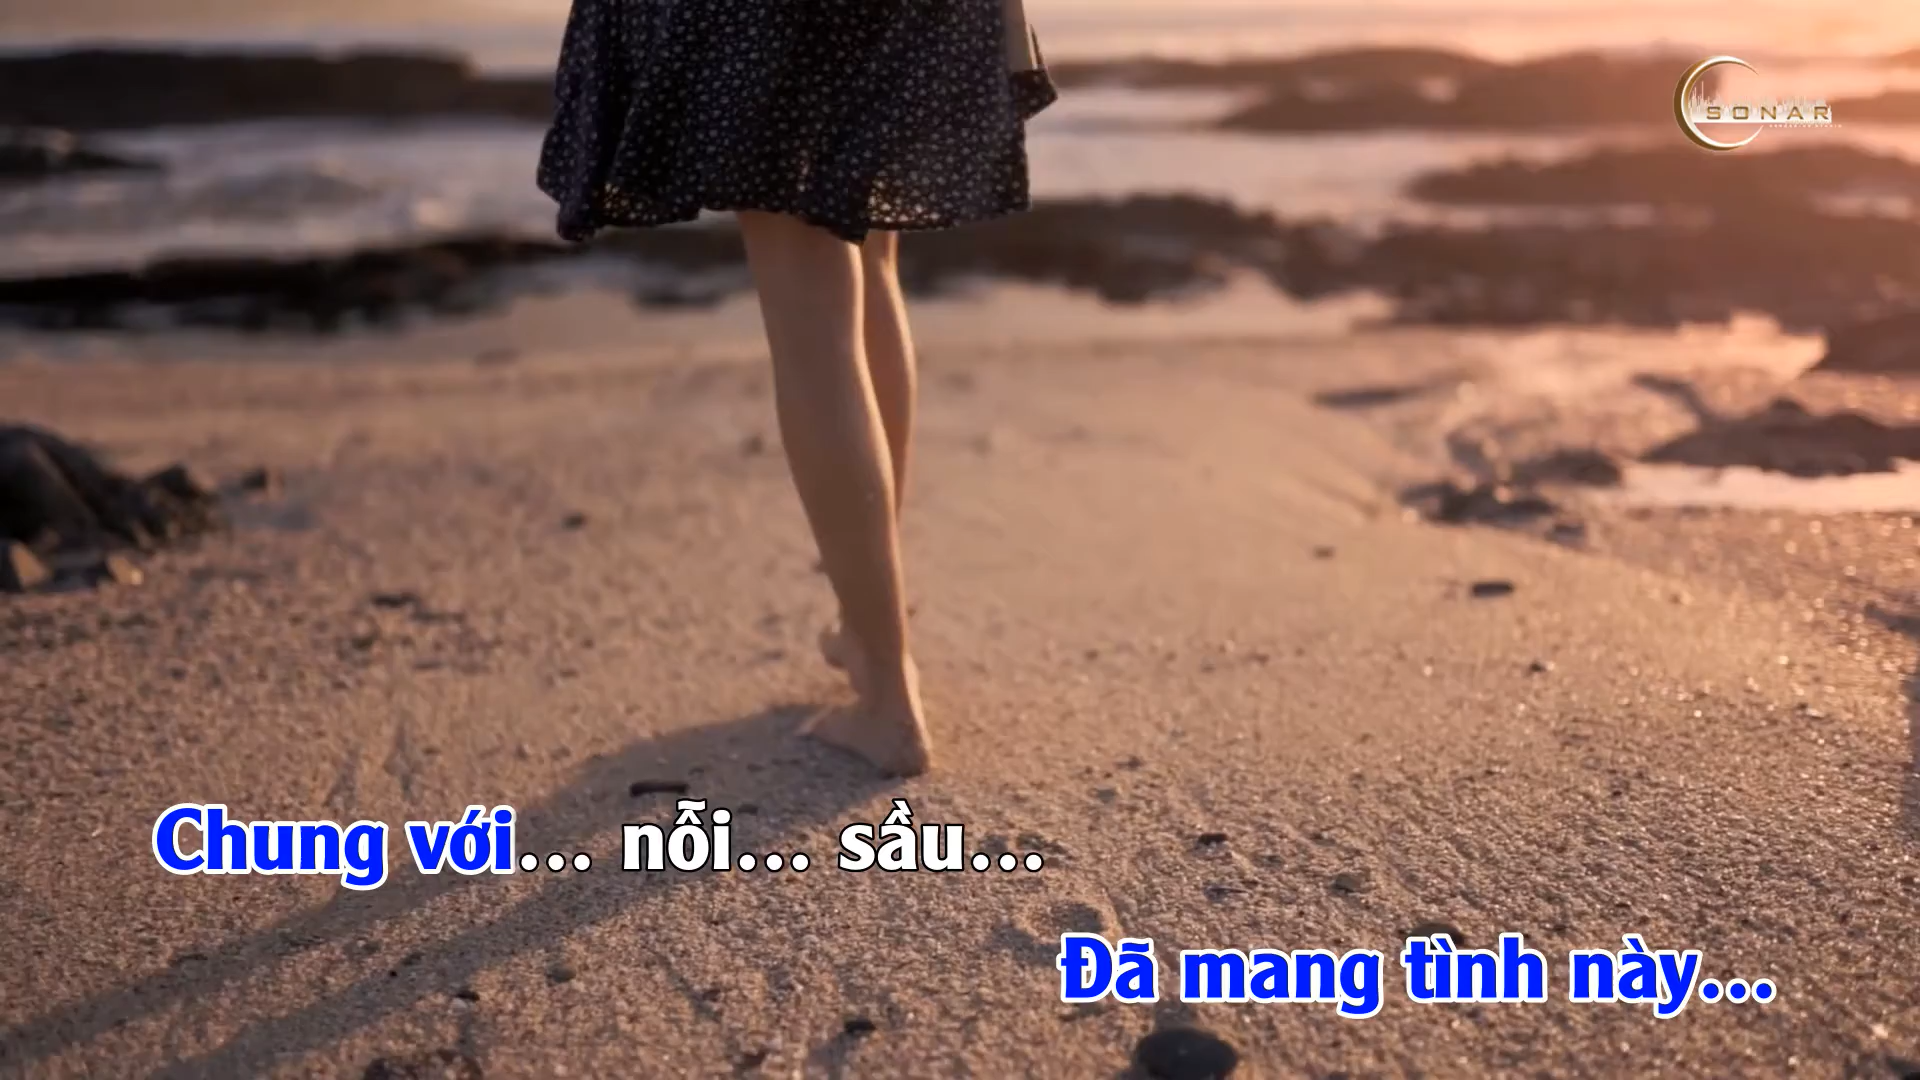 SONAR
Chung với... nỗi... sầu...
Đã mang tình này...